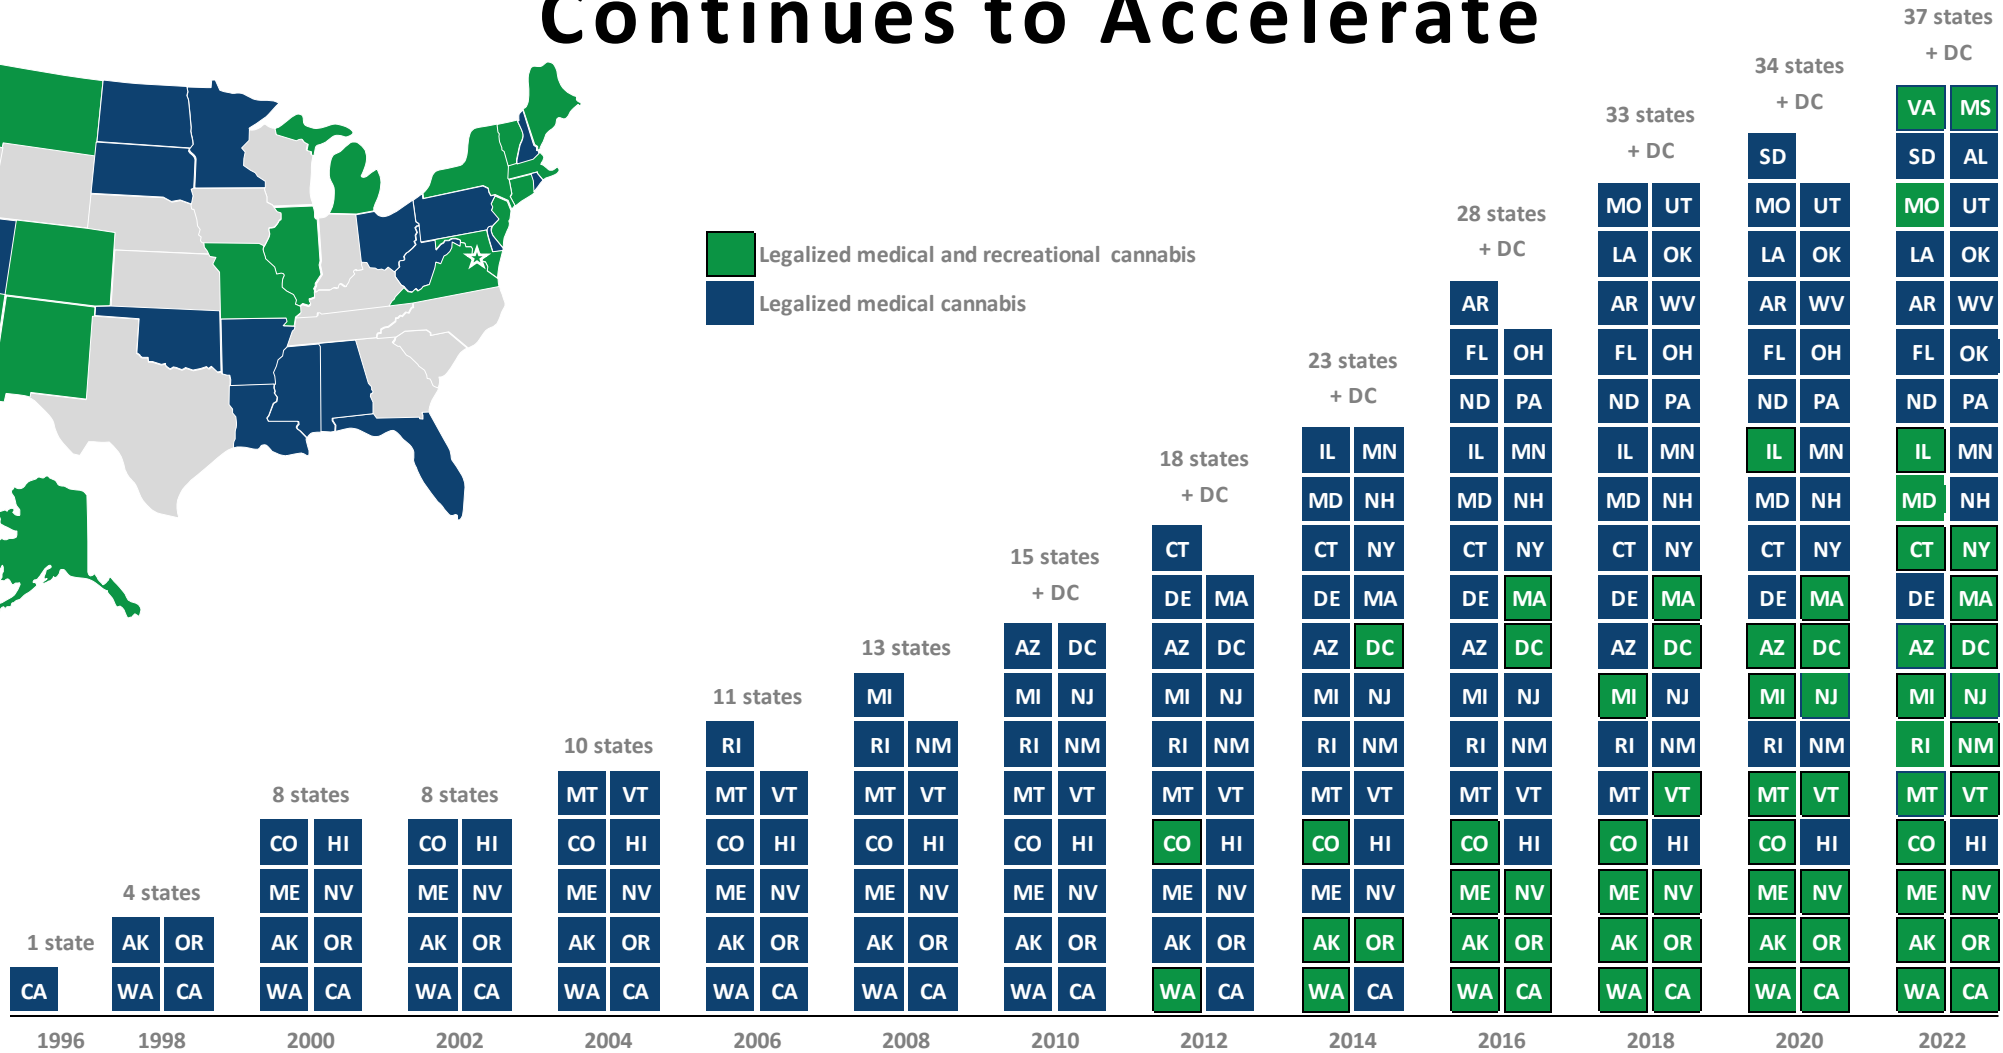 Continues to Accelerate
Legalized medical and recreational cannabis
Legalized medical cannabis
1 state
CA
1996
4 states
AK OR
WA CA
1998
8 states
CO HI
ME NV
AK OR
WA CA
2000
8 states
CO HI
ME NV
AK OR
WA CA
2002
10 states
MT VT
CO HI
ME NV
AK OR
WA CA
2004
11 states
RI
MT VT
CO HI
ME NV
AK OR
WA CA
2006
13 states
MI
RI NM
MT VT
CO HI
ME NV
AK OR
WA CA
2008
15 states
+ DC
AZ DC
MI NJ
RI NM
MT VT
CO HI
ME NV
AK OR
WA CA
2010
18 states
+ DC
CT
DE MA
AZ DC
MI NJ
RI NM
MT VT
CO HI
ME NV
AK OR
WA CA
2012
23 states
+ DC
IL MN
MD NH
CT NY
DE MA
AZ DC
MI NJ
RI NM
MT VT
CO HI
ME NV
AK OR
WA CA
2014
28 states
+ DC
AR
FL OH
ND PA
IL MN
MD NH
CT NY
DE MA
AZ DC
MI NJ
RI NM
MT VT
CO HI
ME NV
AK OR
WA CA
2016
33 states
+ DC
MO UT
LA OK
AR WV
FL OH
ND PA
IL MN
MD NH
CT NY
DE MA
AZ DC
MI NJ
RI NM
MT VT
CO HI
ME NV
AK OR
WA CA
2018
34 states
+ DC
SD
MO UT
LA OK
AR WV
FL OH
ND PA
IL MN
MD NH
CT NY
DE MA
AZ DC
MI NJ
RI NM
MT VT
CO HI
ME NV
AK OR
WA CA
2020
37 states
+ DC
VA MS
SD AL
MO UT
LA OK
AR WV
FL OK
ND PA
IL MN
MD NH
CT NY
DE MA
AZ DC
MI NJ
RI NM
MT VT
CO HI
ME NV
AK OR
WA CA
2022